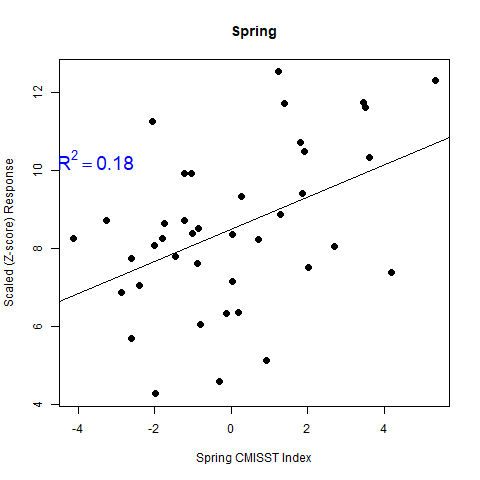 Spring
12
10
8
6
4
R² = 0.18
Scaled (Z-score) Response
-4 -2 0 2 4
Spring CMISST Index